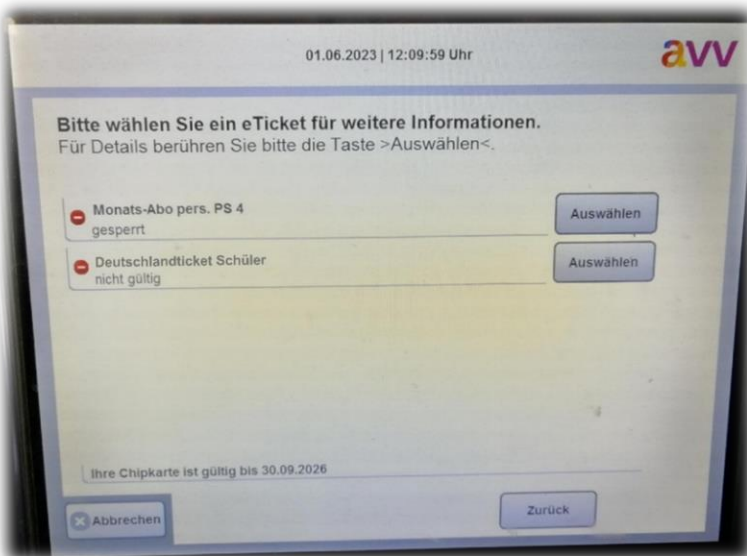 01.06.2023 | 12:09:59 Uhr
avv
Bitte wählen Sie ein eTicket für weitere Informationen.
Für Details berühren Sie bitte die Taste >Auswählen<.
Monats-Abo pers. PS 4
gesperrt
Auswählen
Deutschlandticket Schüler
nicht gültig
Auswählen
Ihre Chipkarte ist gültig bis 30.09.2026
Abbrechen
Zurück